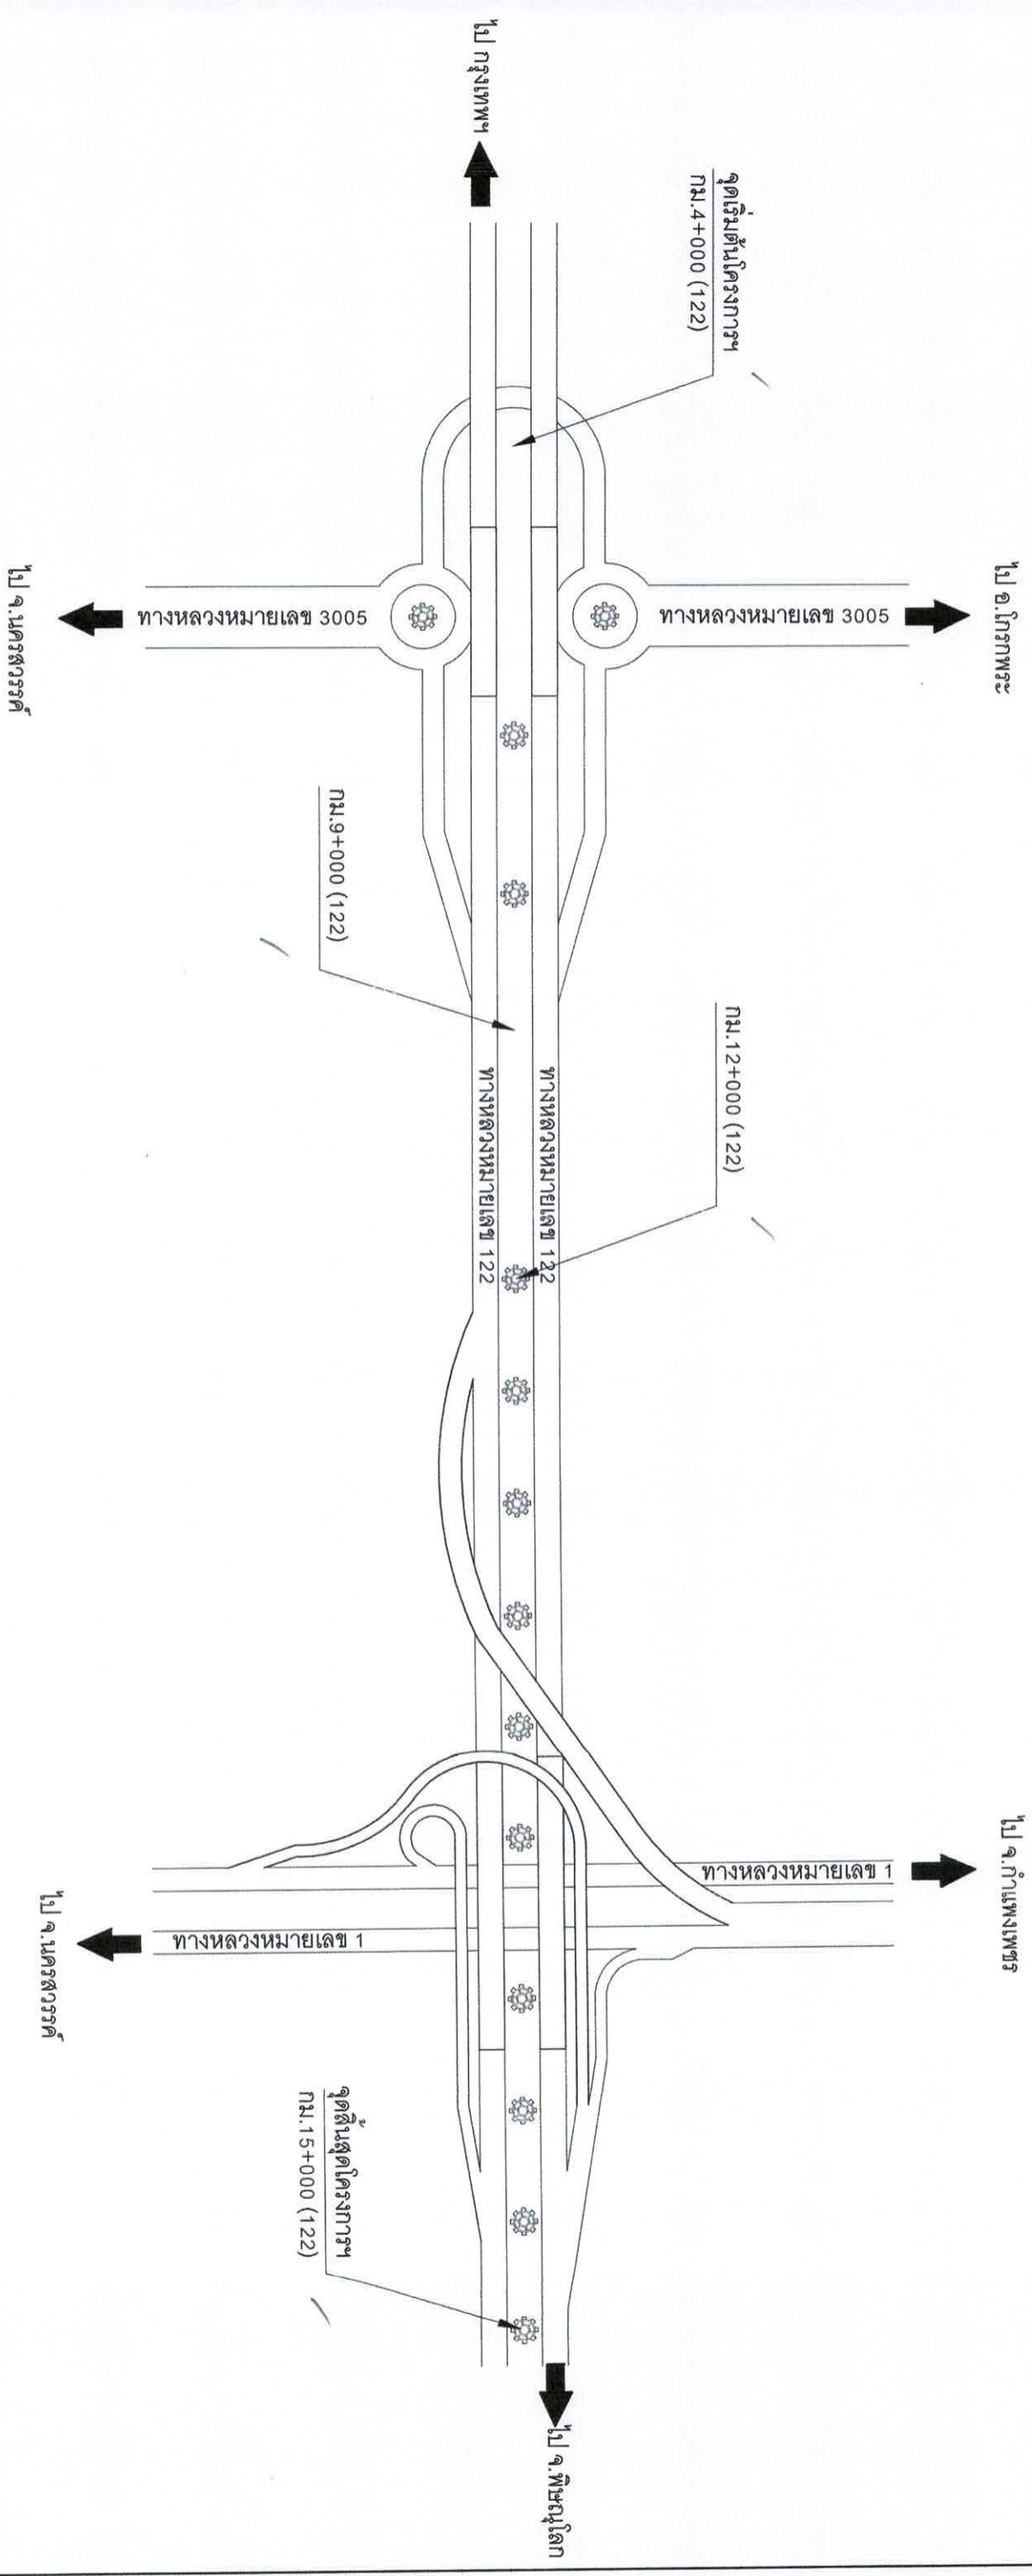 ไป กรุงเทพฯ
จุดเริ่มต้นโครงการฯ
กม.4+000 (122)
ไป อ.โกรกพระ
ทางหลวงหมายเลข 3005
ทางหลวงหมายเลข 3005
ไป จ.นครสวรรค์
กม.9+000 (122)
กม.12+000 (122)
ทางหลวงหมายเลข 122
ทางหลวงหมายเลข 122
ไป จ.กำแพงเพชร
ทางหลวงหมายเลข 1
ทางหลวงหมายเลข 1
ไป จ.นครสวรรค์
จุดสิ้นสุดโครงการฯ
กม.15+000 (122)
ไป จ.พิษณุโลก